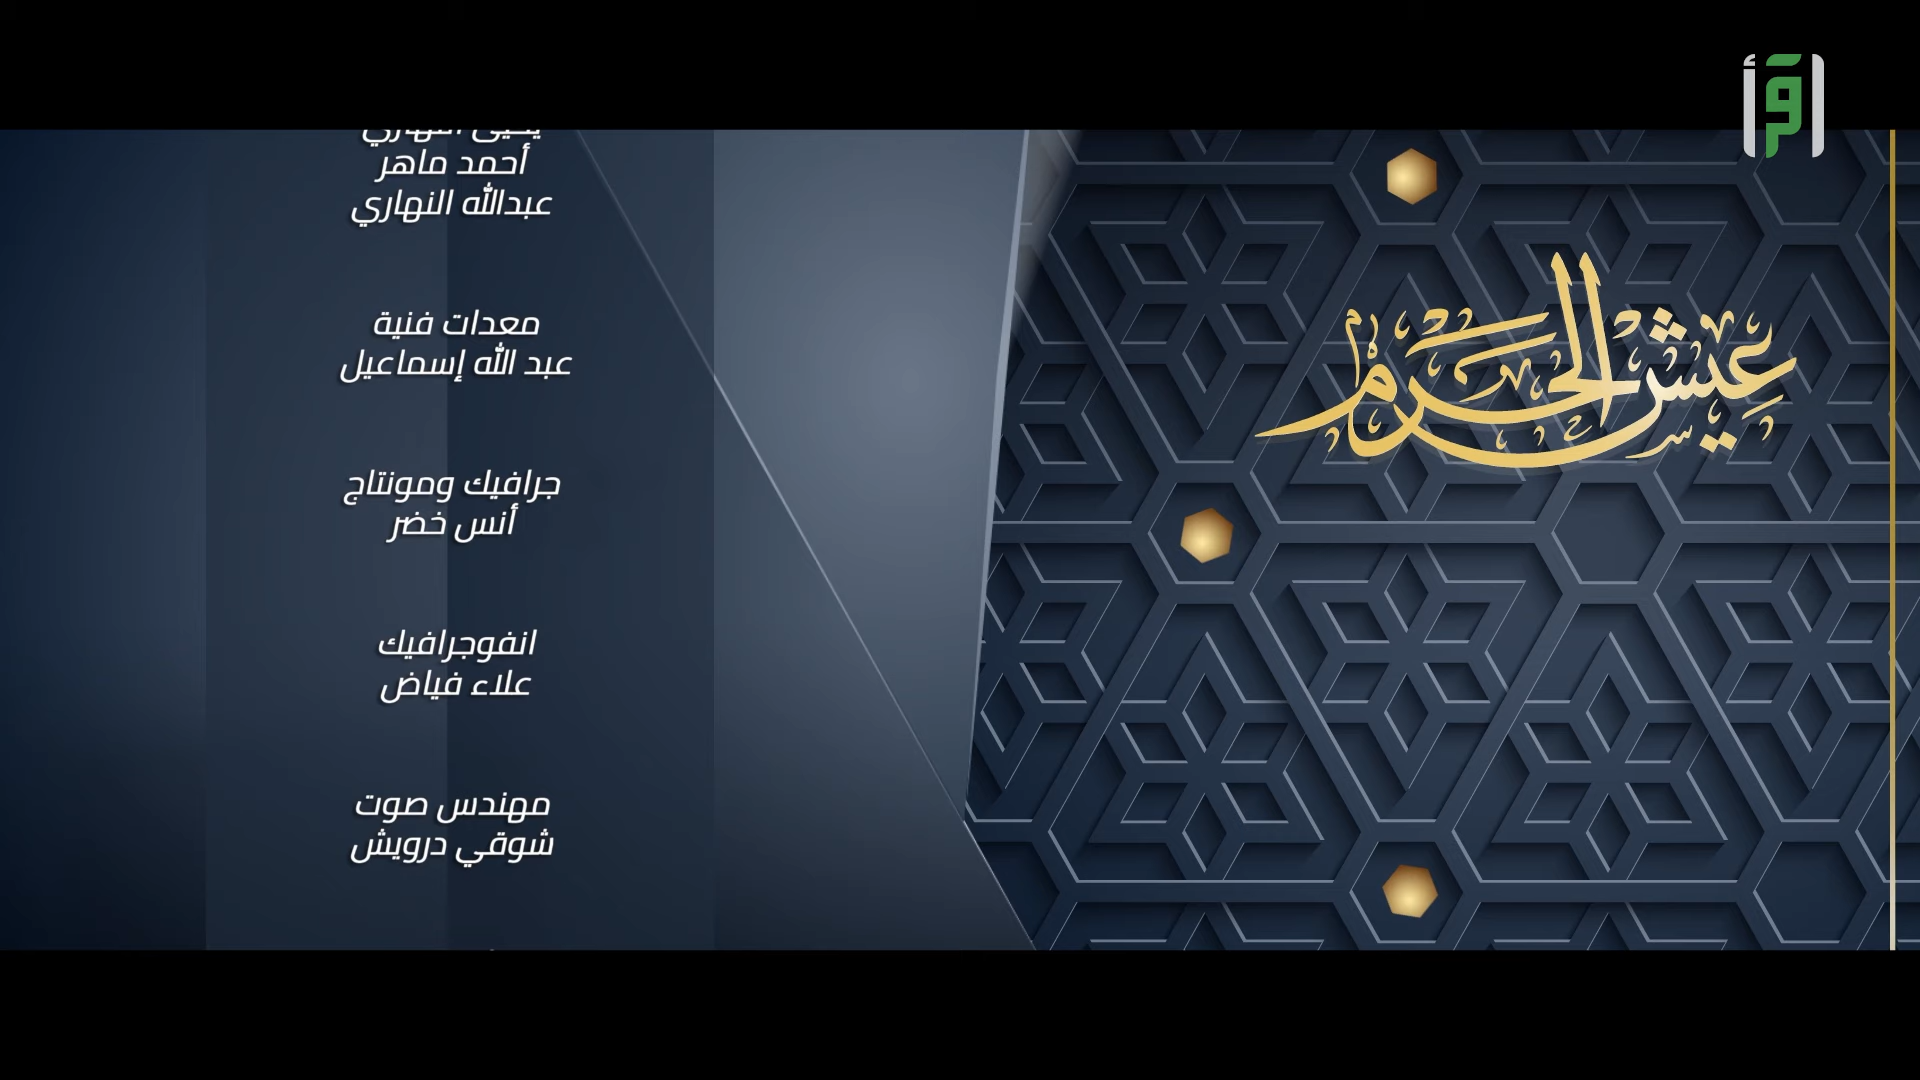 اقرأ
عيش الحرم
أحمد ماهر
عبدالله النهاري
معدات فنية
عبد الله إسماعيل
جرافيك ومونتاج
أنس خضر
انفوجرافيك
علاء فياض
مهندس صوت
شوقي درويش